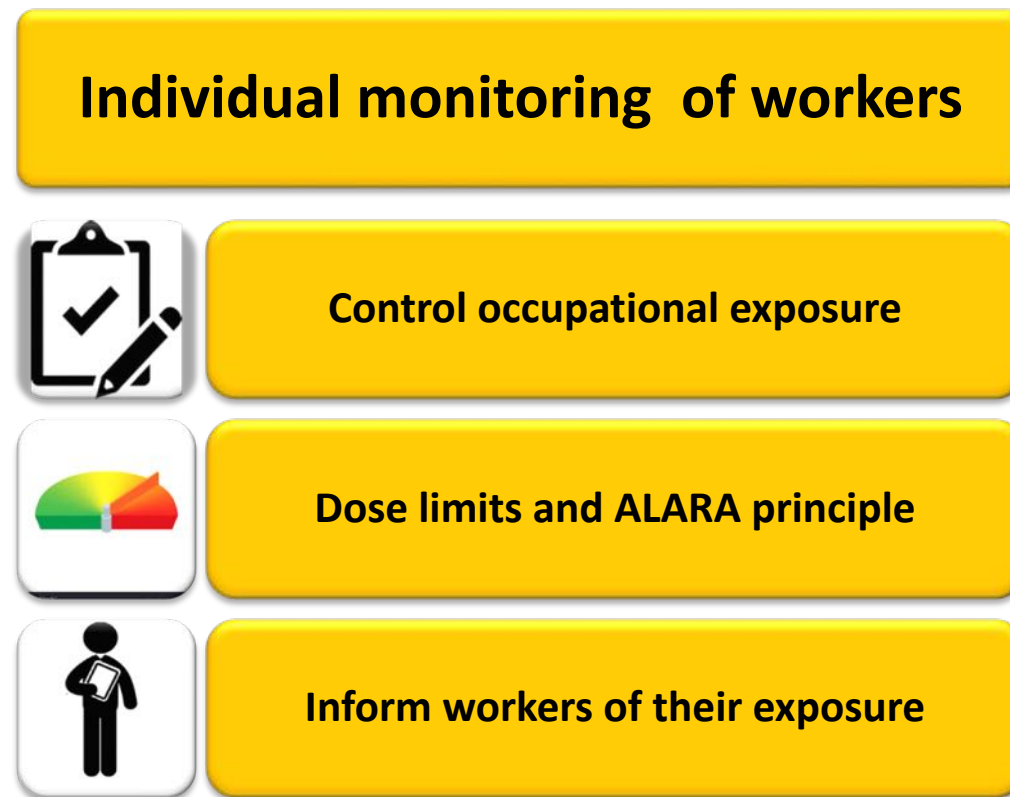 Individual monitoring  of workers
Control occupational exposure
Dose limits and ALARA principle
Inform workers of their exposure